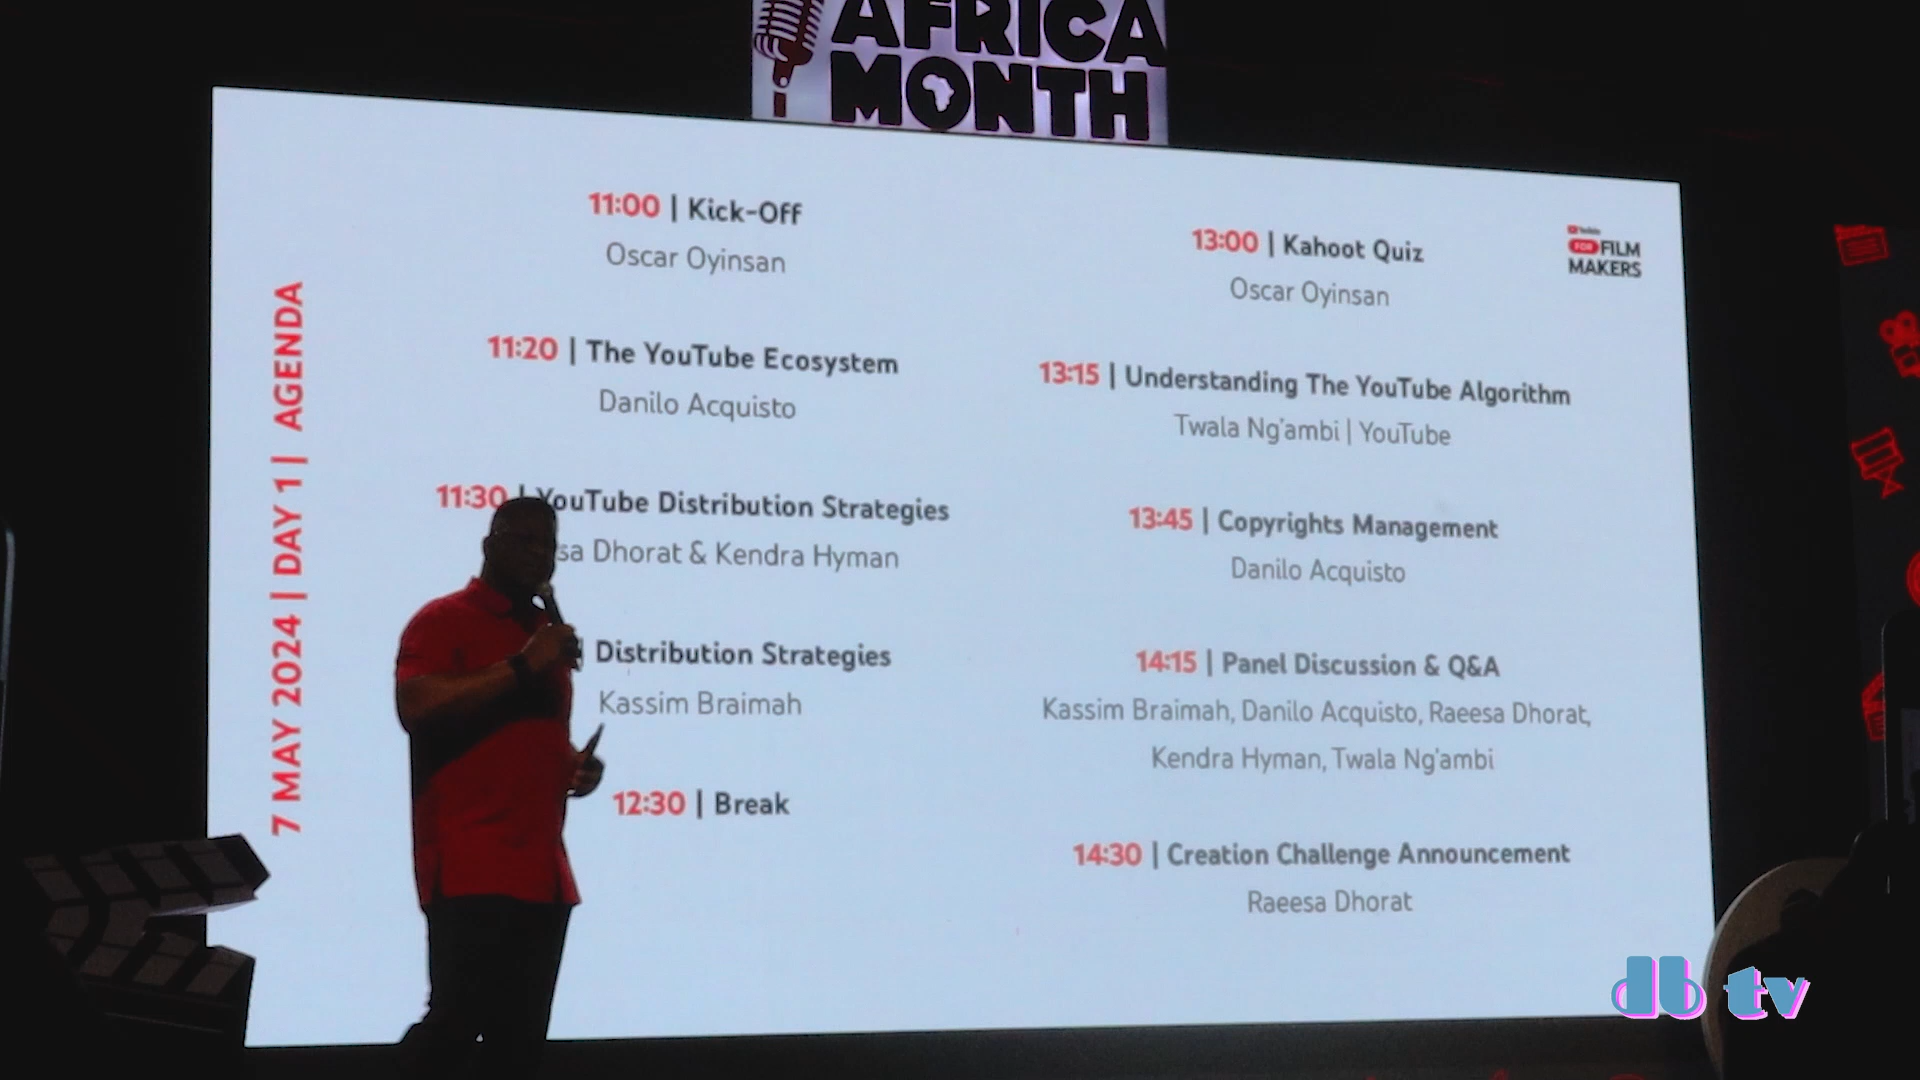 AFRICA
MONTH
7 MAY 2024 | DAY 1 | AGENDA
11:00 | Kick-Off
Oscar Oyinsan
11:20 | The YouTube Ecosystem
Danilo Acquisto
11:30 | YouTube Distribution Strategies
sa Dhorat & Kendra Hyman
Distribution Strategies
Kassim Braimah
12:30 | Break
YouTube
FOR FILM
MAKERS
13:00 | Kahoot Quiz
Oscar Oyinsan
13:15 | Understanding The YouTube Algorithm
Twala Ng'ambi | YouTube
13:45 | Copyrights Management
Danilo Acquisto
14:15 | Panel Discussion & Q&A
Kassim Braimah, Danilo Acquisto, Raeesa Dhorat,
Kendra Hyman, Twala Ng'ambi
14:30 | Creation Challenge Announcement
Raeesa Dhorat
db tv